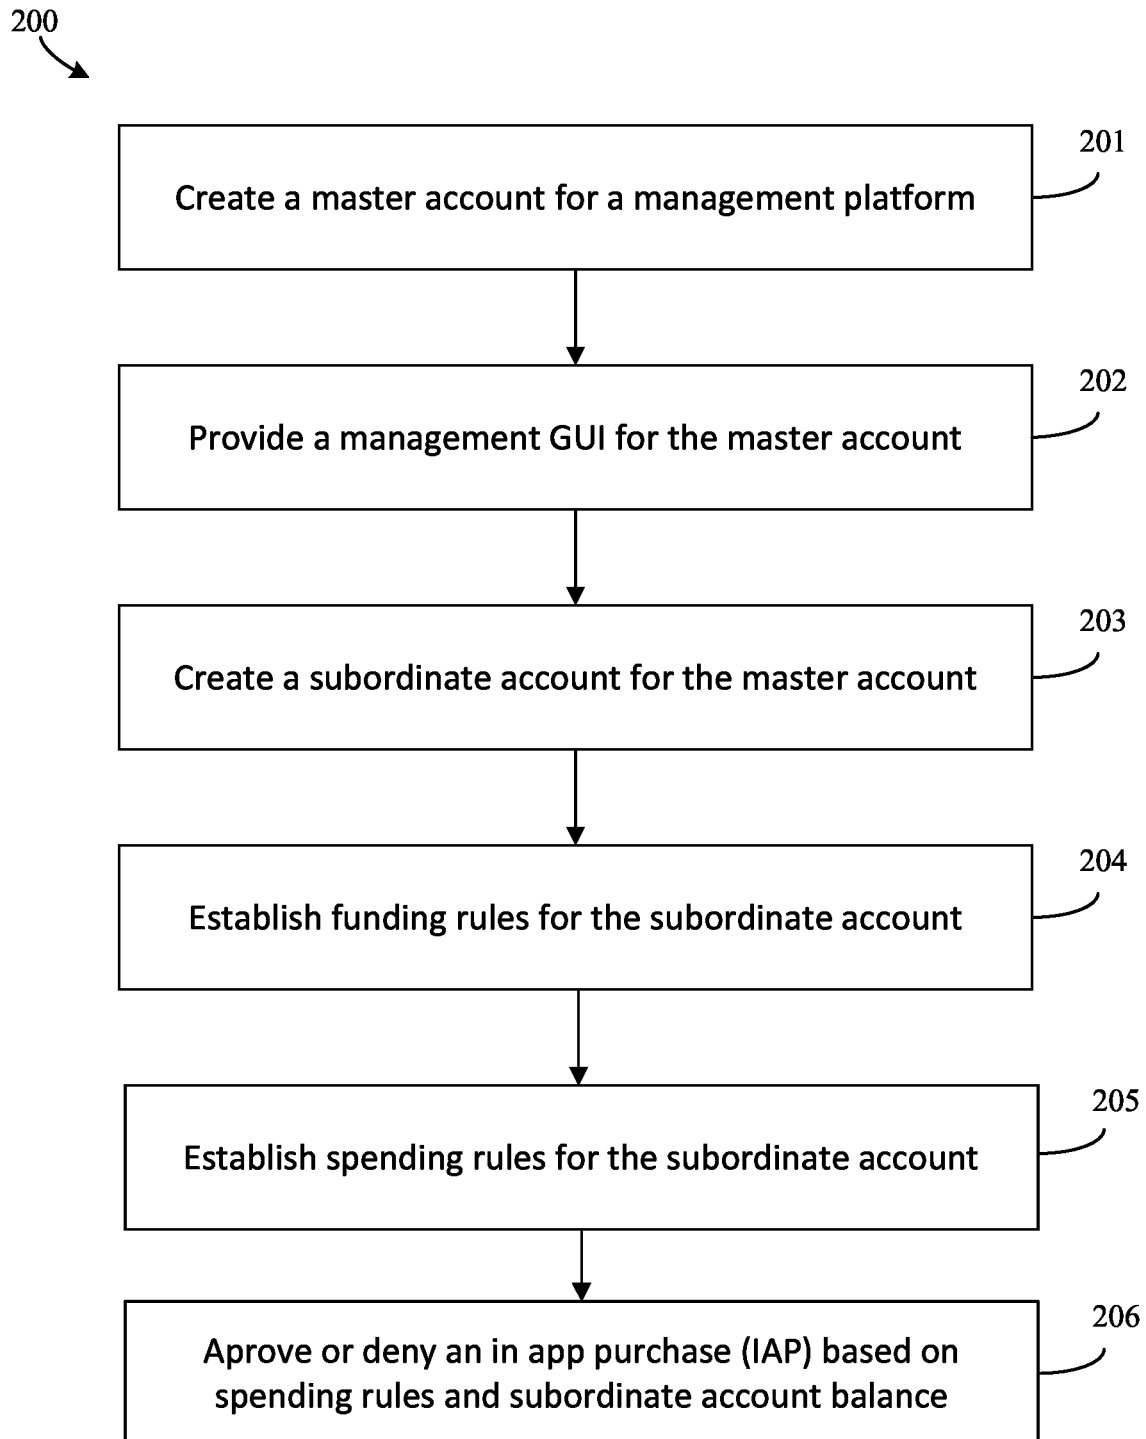 200
201
Create a master account for a management platform
202
Provide a management GUI for the master account
203
Create a subordinate account for the master account
204
Establish funding rules for the subordinate account
205
Establish spending rules for the subordinate account
206
Aprove or deny an in app purchase (IAP) based on
spending rules and subordinate account balance